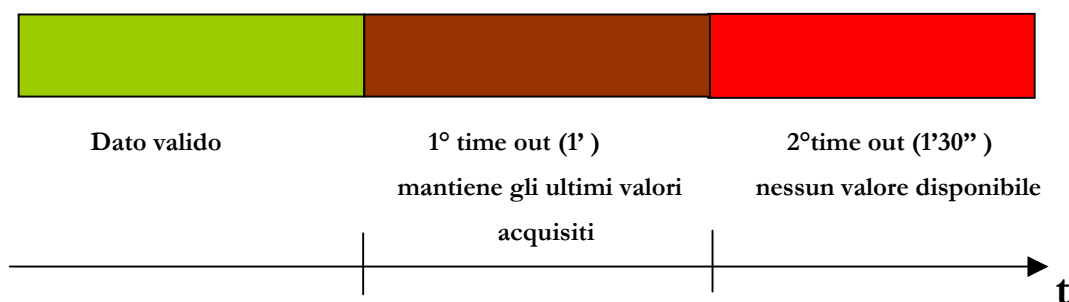 Dato valido
1° time out (1’ )
mantiene gli ultimi valori
acquisiti
2°time out (1’30” )
nessun valore disponibile
t